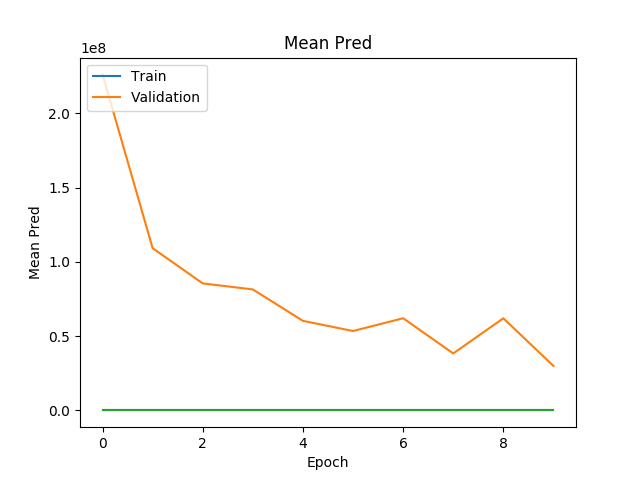 Mean Pred
1e8
Train
Validation
2.0
1.5
1.0
0.5
0.0
Mean Pred
0 2 4 6 8
Epoch